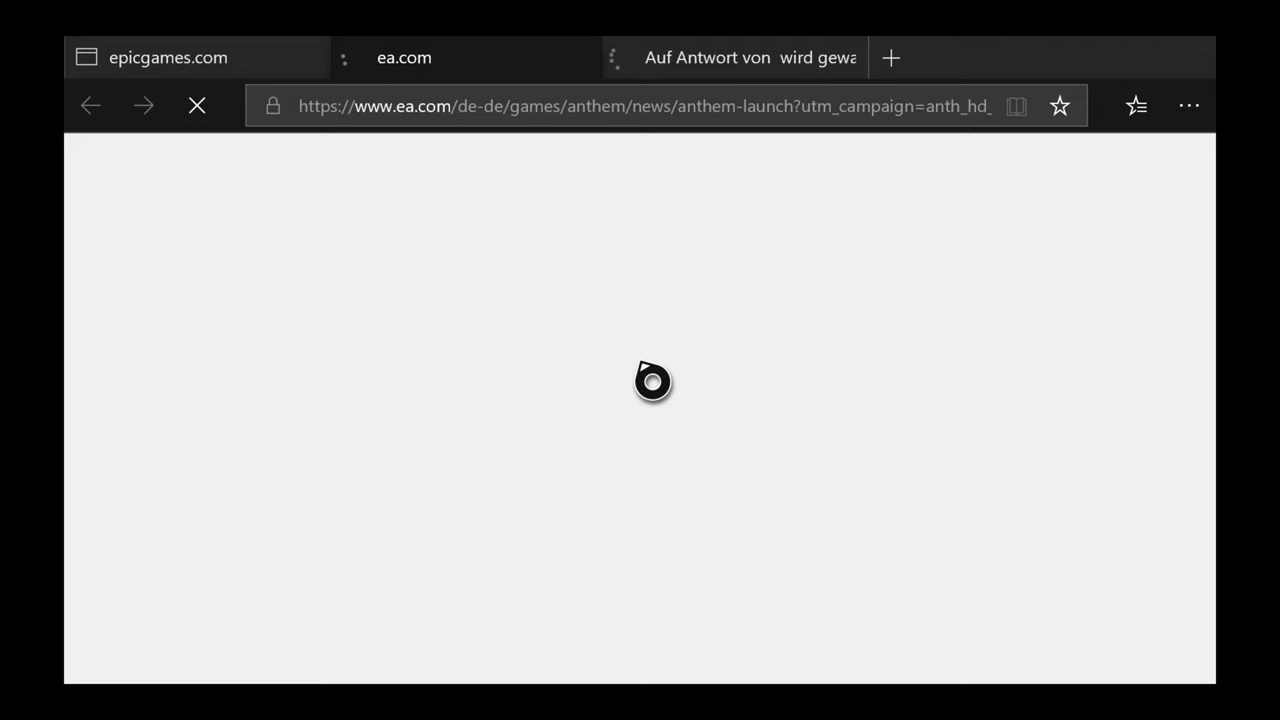 epicgames.com
ea.com
Auf Antwort von wird gewa
https://www.ea.com/de-de/games/anthem/news/anthem-launch?utm_campaign=anth_hd_